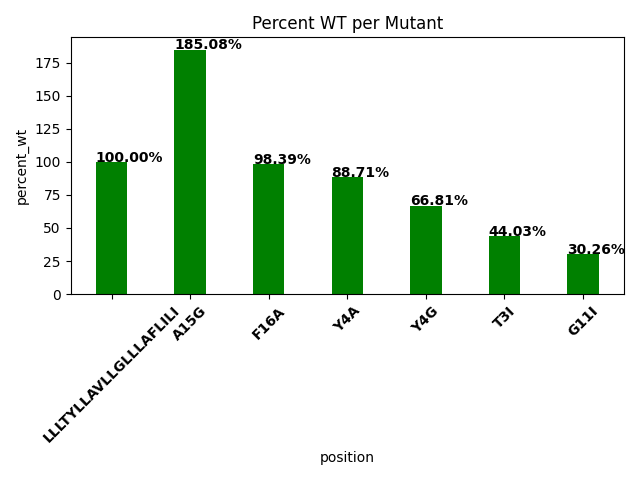 Percent WT per Mutant
percent_wt
175
150
125
100
75
50
25
0
100.00%
185.08%
98.39%
88.71%
66.81%
44.03%
30.26%
LLLTYLLAVLLGLLLAFLILI
A15G
F16A
Y4A
Y4G
T3I
G11I
position